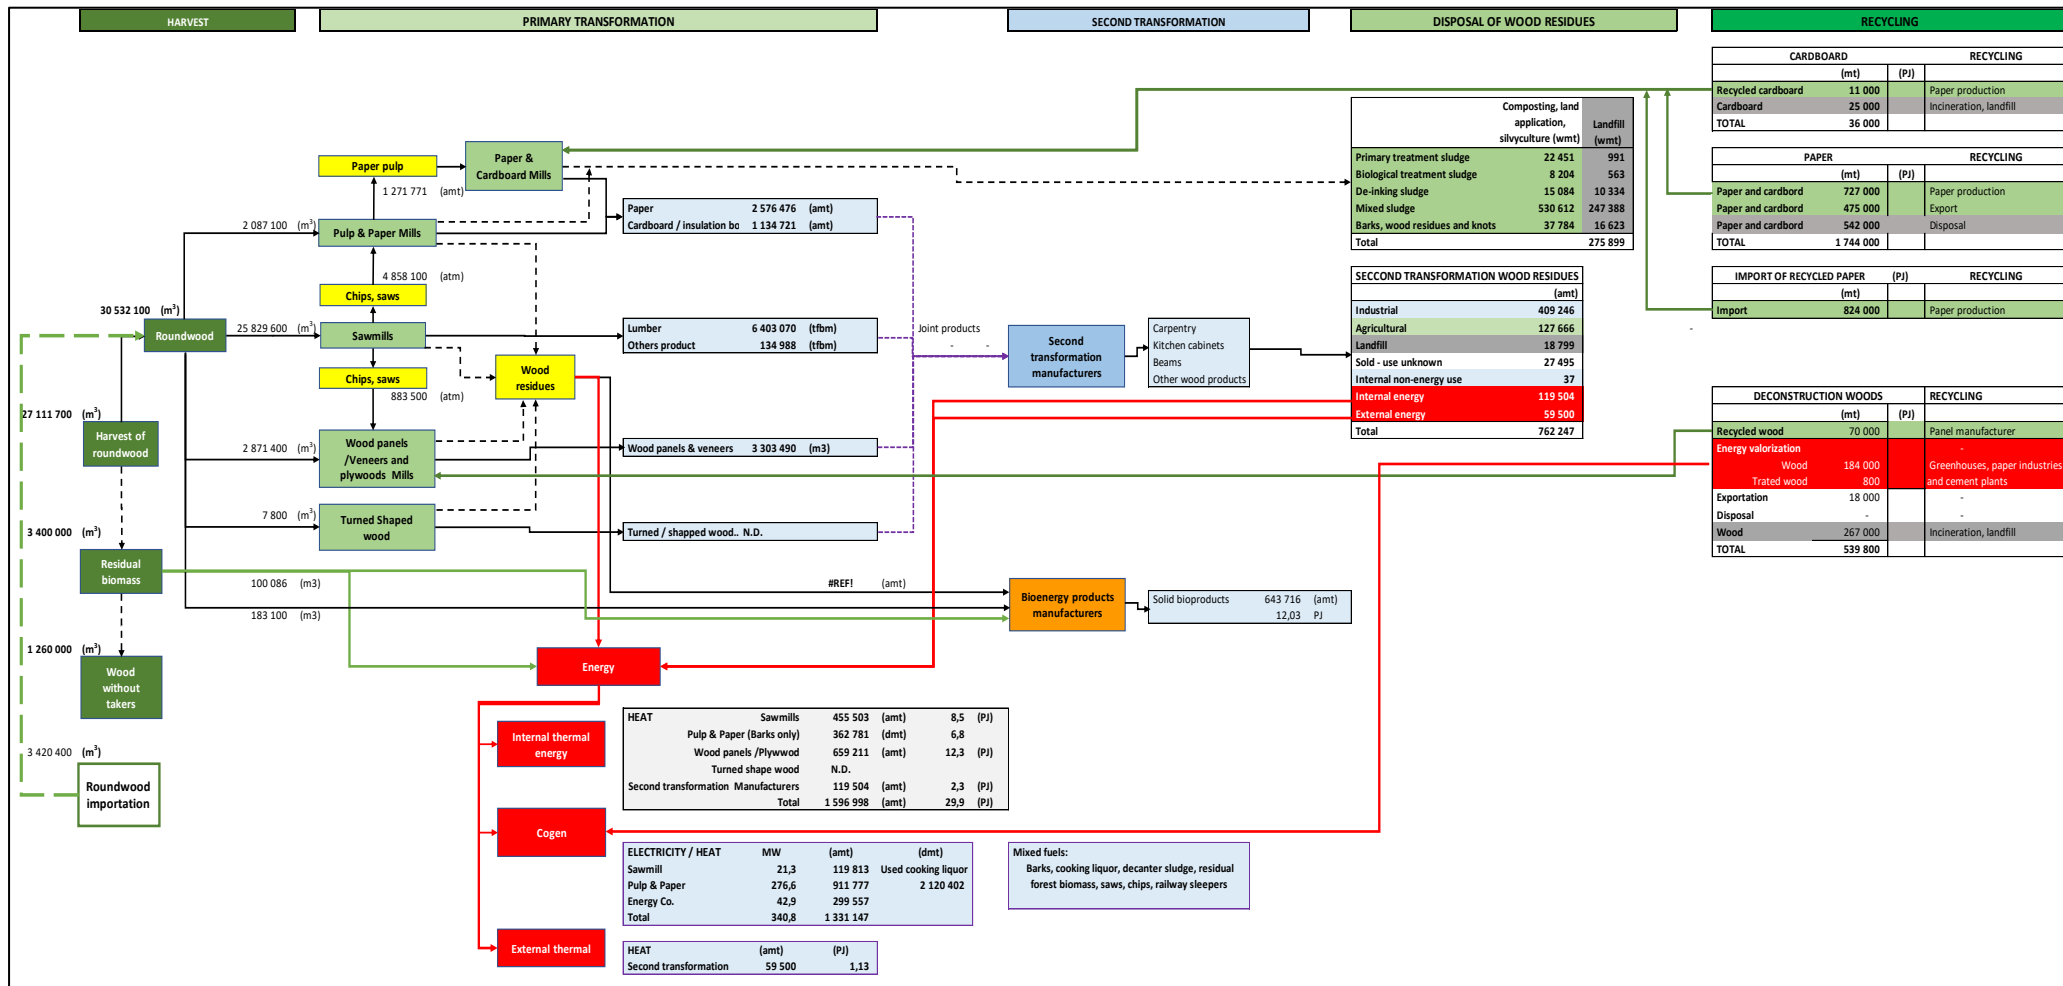 HARVEST
PRIMARY TRANSFORMATION
SECOND TRANSFORMATION
DISPOSAL OF WOOD RESIDUES
RECYCLING
CARDBOARD RECYCLING
(mt) (PJ)
Recycled cardboard 11 000 Paper production
Cardboard 25 000 Incineration, landfill
TOTAL 36 000
PAPER RECYCLING
(mt) (PJ)
Paper and cardbord 727 000 Paper production
Paper and cardbord 475 000 Export
Paper and cardbord 542 000 Disposal
TOTAL 1 744 000
IMPORT OF RECYCLED PAPER (PJ) RECYCLING
(mt)
Import 824 000 Paper production
-
DECONSTRUCTION WOODS RECYCLING
(mt) (PJ)
Recycled wood 70 000 Panel manufacturer
Energy valorization -
Wood 184 000 Greenhouses, paper industries
Trated wood 800 and cement plants
Exportation 18 000 -
Disposal - -
Wood 267 000 Incineration, landfill
TOTAL 539 800
Composting, land
application, Landfill
silvyculture (wmt) (wmt)
Primary treatment sludge 22 451 991
Biological treatment sludge 8 204 563
De-inking sludge 15 084 10 334
Mixed sludge 530 612 247 388
Barks, wood residues and knots 37 784 16 623
Total 275 899
SECCOND TRANSFORMATION WOOD RESIDUES
(amt)
Industrial 409 246
Agricultural 127 666
Landfill 18 799
Sold - use unknown 27 495
Internal non-energy use 37
Internal energy 119 504
External energy 59 500
Total 762 247
Paper pulp
Paper &
Cardboard Mills
1 271 771 (amt)
2 087 100 (m³)
Pulp & Paper Mills
Paper 2 576 476 (amt)
Cardboard / insulation bo 1 134 721 (amt)
4 858 100 (atm)
Chips, saws
30 532 100 (m³)
Roundwood
25 829 600 (m³)
Sawmills
Lumber 6 403 070 (tfbm)
Others product 134 988 (tfbm)
Joint products
- -
Second
transformation
manufacturers
Carpentry
Kitchen cabinets
Beams
Other wood products
Wood
residues
Chips, saws
883 500 (atm)
27 111 700 (m³)
Harvest of
roundwood
2 871 400 (m³)
Wood panels
/Veneers and
plywoods Mills
Wood panels & veneers 3 303 490 (m3)
7 800 (m³)
Turned Shaped
wood
Turned / shapped wood.. N.D.
3 400 000 (m³)
Residual
biomass
100 086 (m3)
183 100 (m3)
#REF! (amt)
Bioenergy products
manufacturers
Solid bioproducts 643 716 (amt)
12,03 PJ
1 260 000 (m³)
Wood
without
takers
Energy
3 420 400 (m³)
Roundwood
importation
Internal thermal
energy
HEAT Sawmills 455 503 (amt) 8,5 (PJ)
Pulp & Paper (Barks only) 362 781 (dmt) 6,8
Wood panels /Plywwod 659 211 (amt) 12,3 (PJ)
Turned shape wood N.D.
Second transformation Manufacturers 119 504 (amt) 2,3 (PJ)
Total 1 596 998 (amt) 29,9 (PJ)
Cogen
ELECTRICITY / HEAT MW (amt) (dmt)
Sawmill 21,3 119 813 Used cooking liquor
Pulp & Paper 276,6 911 777 2 120 402
Energy Co. 42,9 299 557
Total 340,8 1 331 147
Mixed fuels:
Barks, cooking liquor, decanter sludge, residual
forest biomass, saws, chips, railway sleepers
External thermal
HEAT (amt) (PJ)
Second transformation 59 500 1,13